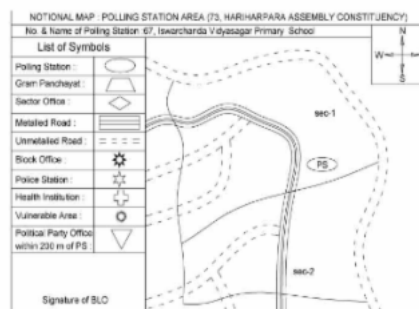 NOTIONAL MAP : POLLING STATION AREA (73, HARIHARPARA ASSEMBLY CONSTITUENCY)
No. & Name of Polling Station :67, Iswarchanda Vidyasagar Primary School
N
W
E
S
List of Symbols
Polling Station :
Gram Panchayat :
Sector Office :
Metalled Road :
Unmetalled Road :
Block Office :
Police Station :
Health Institution :
Vulnerable Area :
Political Party Office
within 200 m of PS :
Signature of BLO
sec-1
PS
sec-2